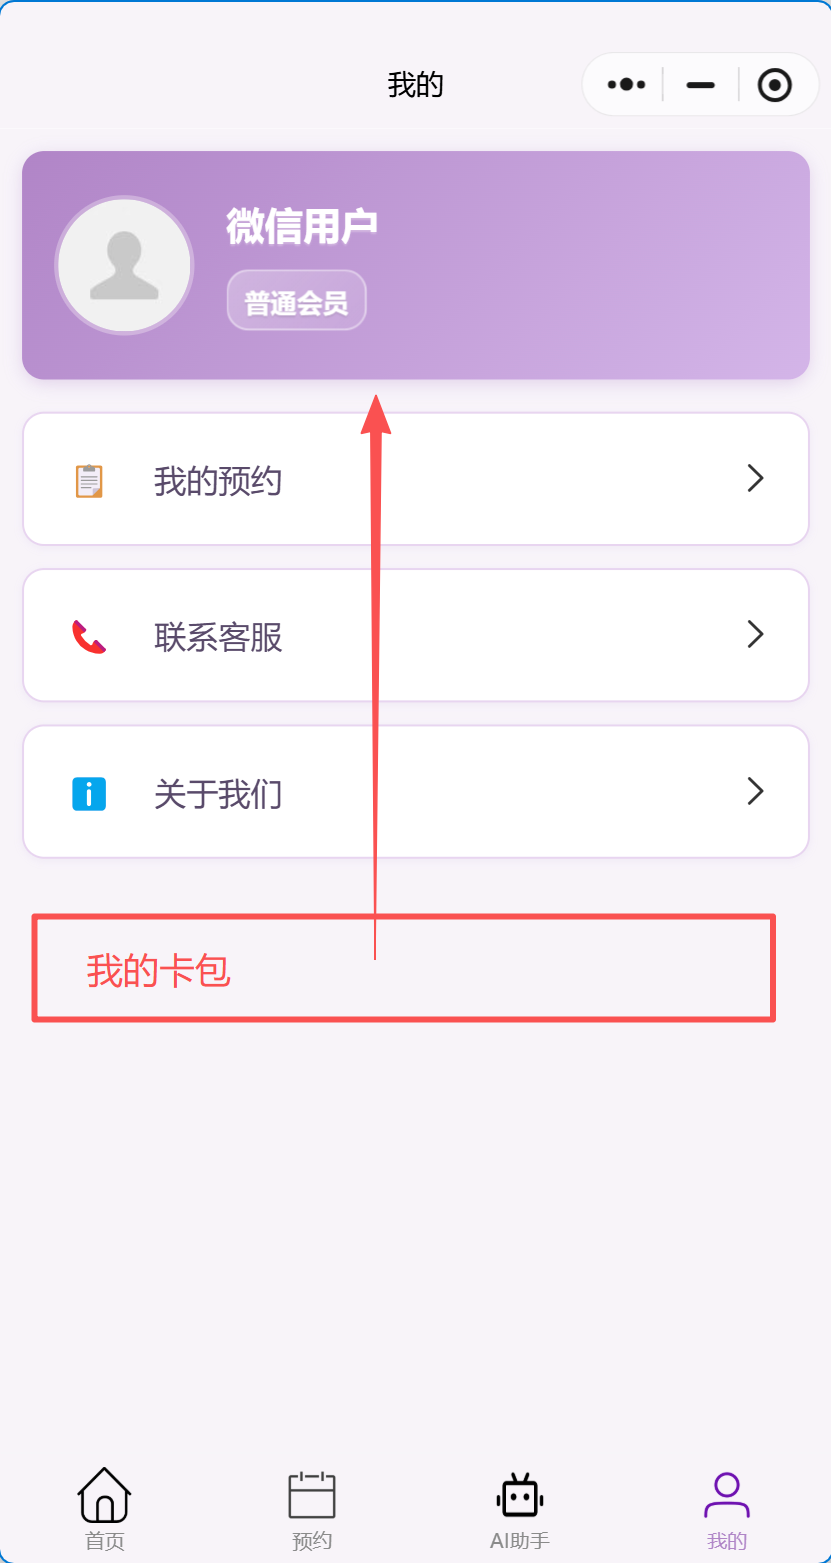 我的
微信用户
普通会员
我的预约
联系客服
关于我们
我的卡包
首页
预约
AI助手
我的